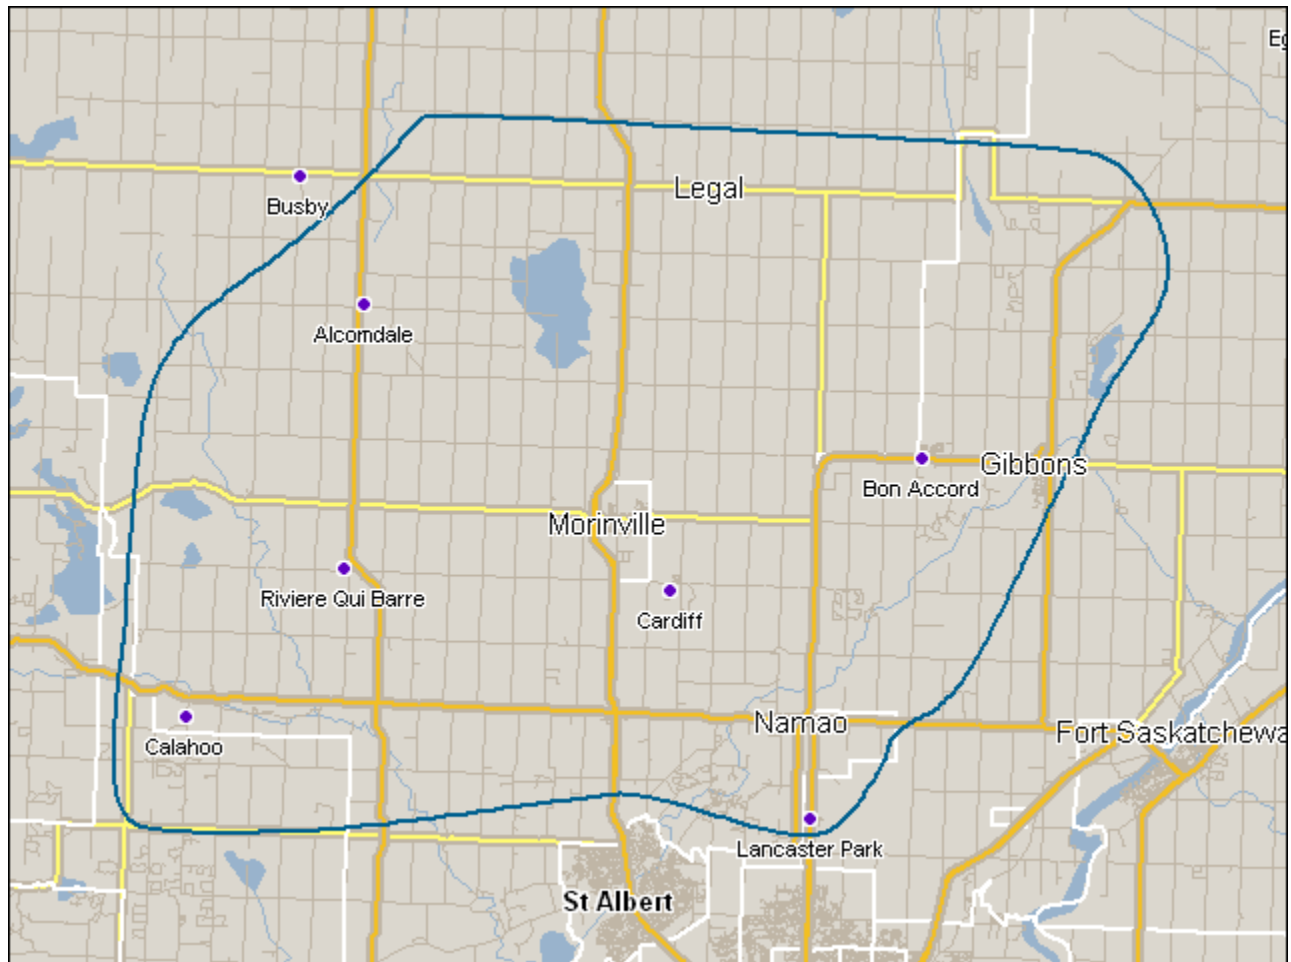 Eg
Legal
Busby
Alcomdale
Gibbons
Bon Accord
Morinville
Riviere Qui Barre
Cardiff
Namao
Fort Saskatchewa
Calahoo
Lancaster Park
St Albert